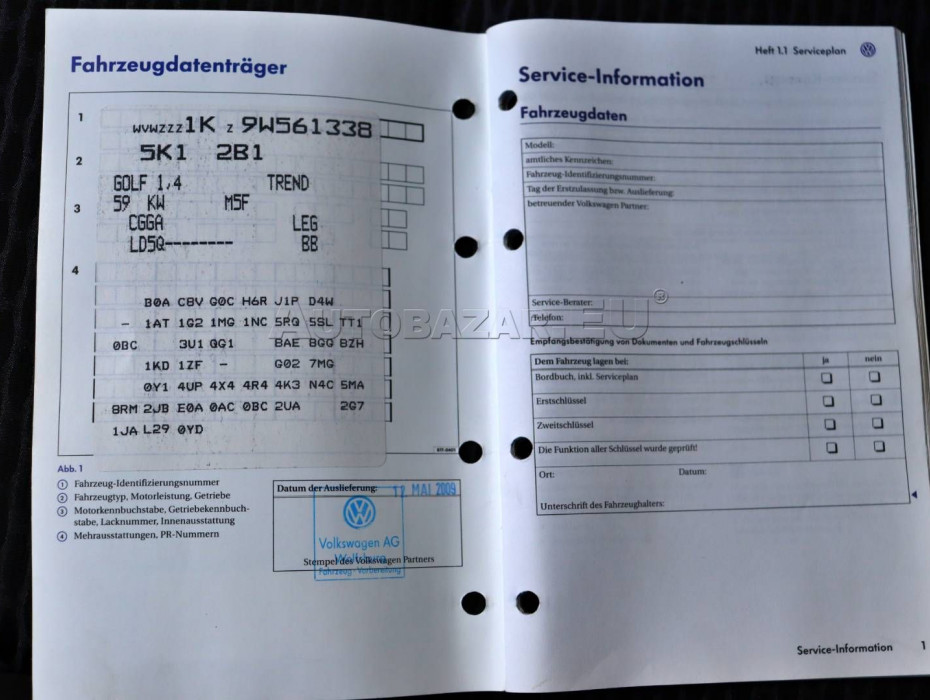 Fahrzeugdatenträger
1
WVWZZZ1K Z 9W561338
5K1 2B1
2
GOLF 1,4 TREND
59 KW M5F
3
CGGA LEG
LD5Q-------- BB
4
B0A C8V G0C H6R J1P D4W
- 1AT 1G2 1MG 1NC 5RQ 5SL TT1
0BC 3U1 GG1 BAE 8GG BZH
1KD 1ZF - G02 7MG
0Y1 4UP 4X4 4R4 4K3 N4C 5MA
8RM 2JB E0A 0AC 0BC 2UA 2G7
1JA L29 0YD
Abb. 1
① Fahrzeug-Identifizierungsnummer
② Fahrzeugtyp, Motorleistung, Getriebe
③ Motorkennbuchstabe, Getriebekennbuch-
stabe, Lacknummer, Innenausstattung
④ Mehrausstattungen, PR-Nummern
Datum der Auslieferung: 12. MAI 2009
Volkswagen AG
Wolfsburg
Stempel des Volkswagen Partners
Fahrzeug-Vorbereitung
Heft 1.1 Serviceplan
Service-Information
Fahrzeugdaten
Modell:
amtliches Kennzeichen:
Fahrzeug-Identifizierungsnummer:
Tag der Erstzulassung bzw. Auslieferung:
betreuender Volkswagen Partner:
Service-Berater:
Telefon:
AUTOBAZAR.EU®
Empfangsbestätigung von Dokumenten und Fahrzeugschlüsseln
Dem Fahrzeug lagen bei: ja nein
Bordbuch, inkl. Serviceplan
Erstschlüssel
Zweitschlüssel
Die Funktion aller Schlüssel wurde geprüft!
Ort: Datum:
Unterschrift des Fahrzeughalters:
Service-Information 1